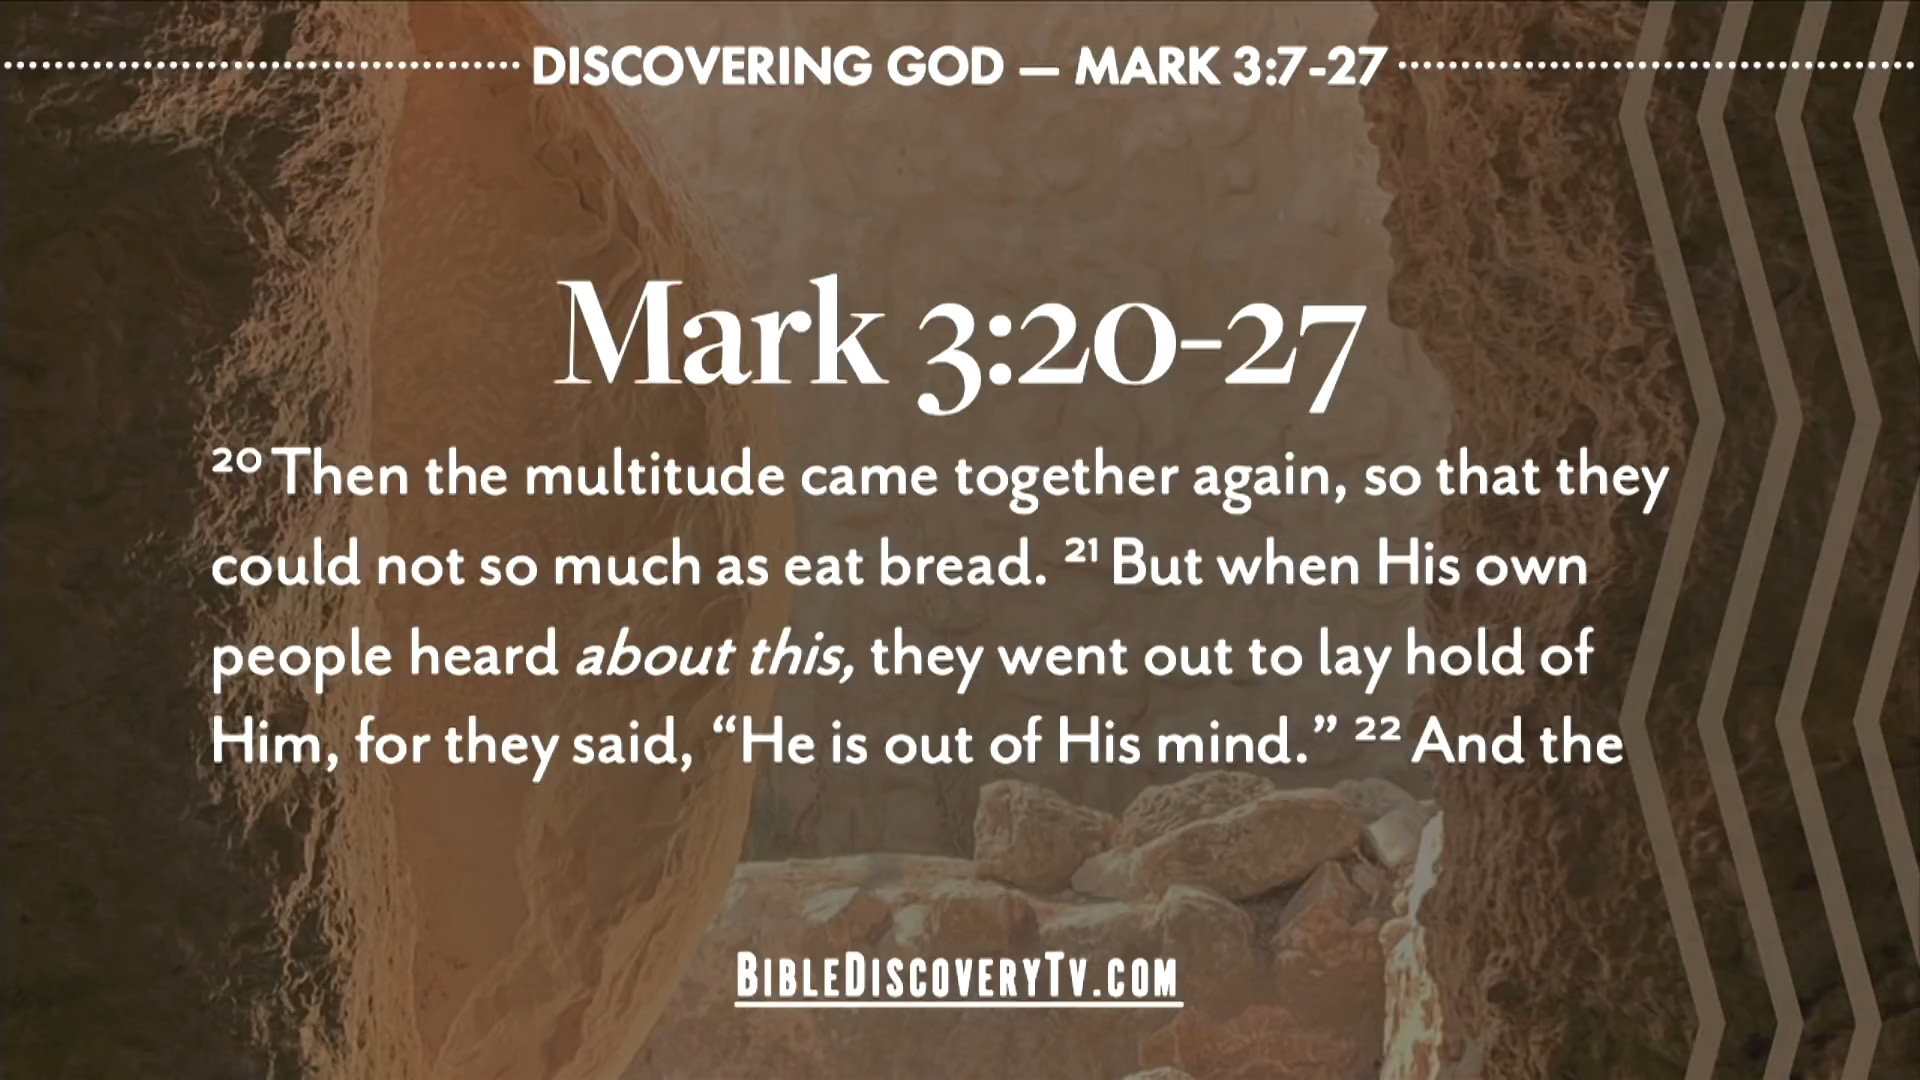 DISCOVERING GOD — MARK 3:7-27
Mark 3:20-27
²⁰ Then the multitude came together again, so that they
could not so much as eat bread. ²¹ But when His own
people heard about this, they went out to lay hold of
Him, for they said, “He is out of His mind.” ²² And the
BIBLEDISCOVERYTV.COM